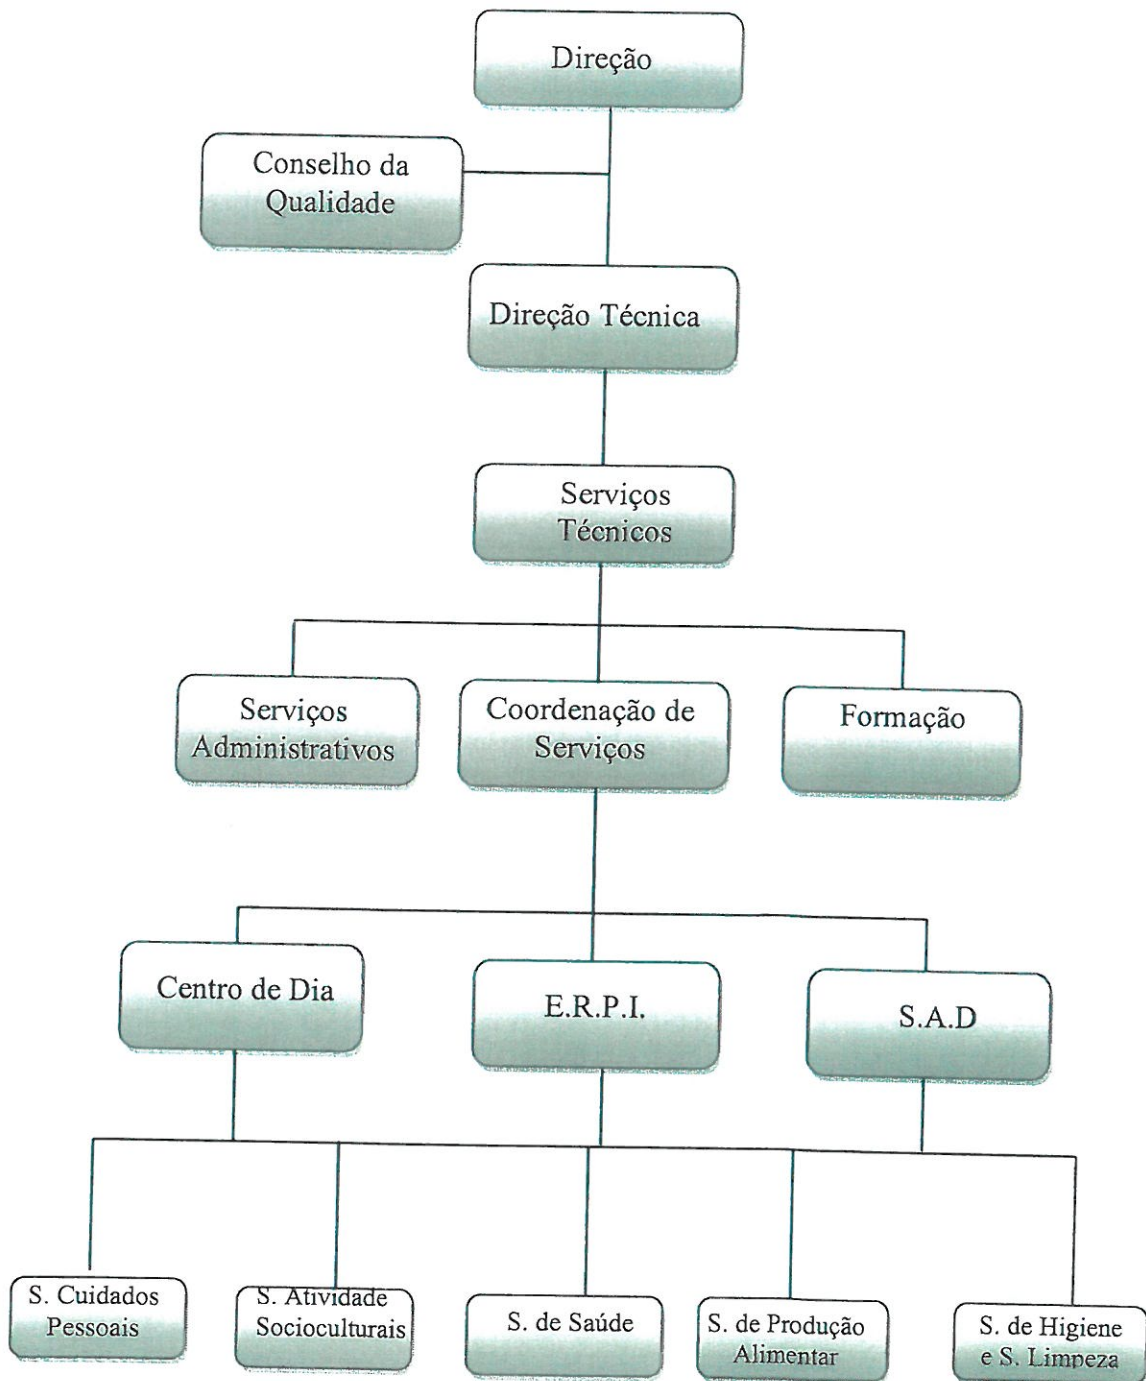 Direção
Conselho da
Qualidade
Direção Técnica
Serviços
Técnicos
Serviços
Administrativos
Coordenação de
Serviços
Formação
Centro de Dia
E.R.P.I.
S.A.D
S. Cuidados
Pessoais
S. Atividade
Socioculturais
S. de Saúde
S. de Produção
Alimentar
S. de Higiene
e S. Limpeza